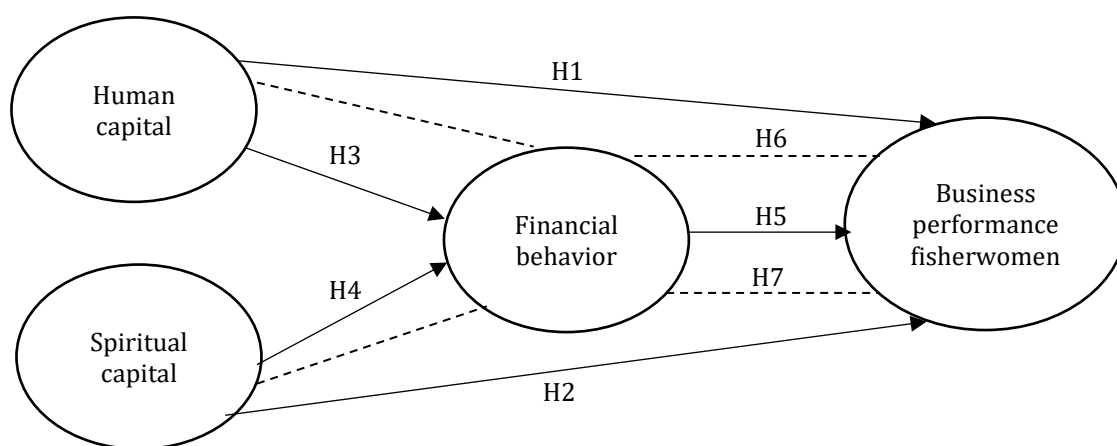 H1
Human
capital
H6
H3
Business
performance
fisherwomen
Financial
behavior
H5
H7
H4
Spiritual
capital
H2